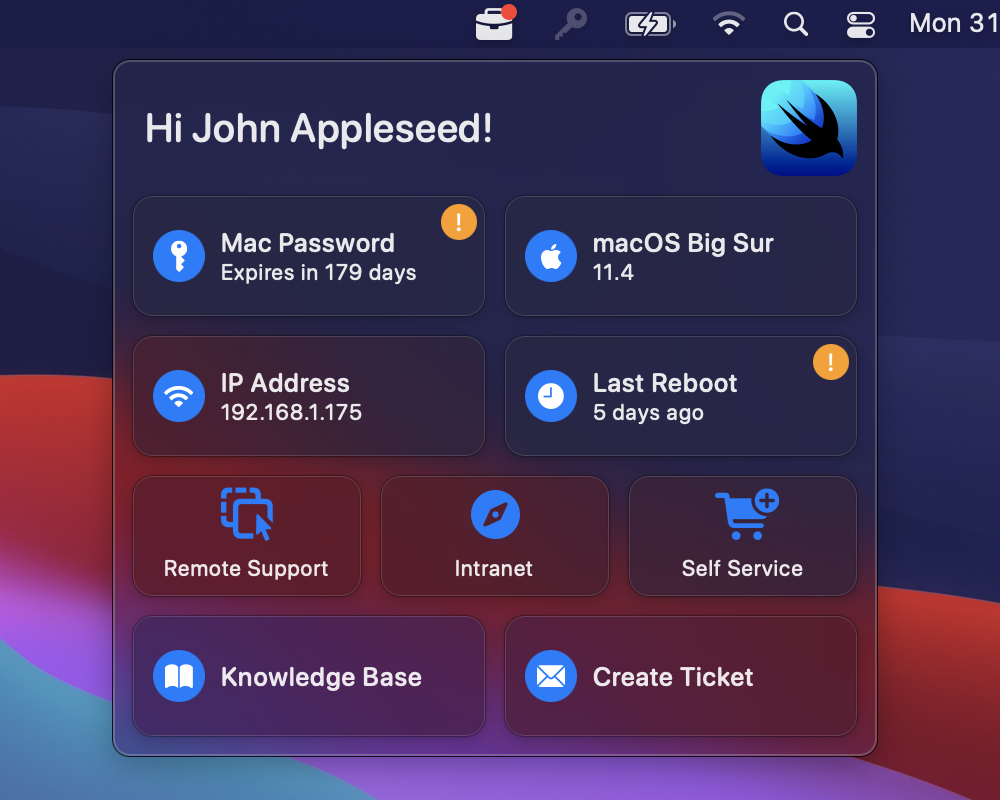 Mon 31
Hi John Appleseed!
Mac Password
Expires in 179 days
macOS Big Sur
11.4
IP Address
192.168.1.175
Last Reboot
5 days ago
Remote Support
Intranet
Self Service
Knowledge Base
Create Ticket